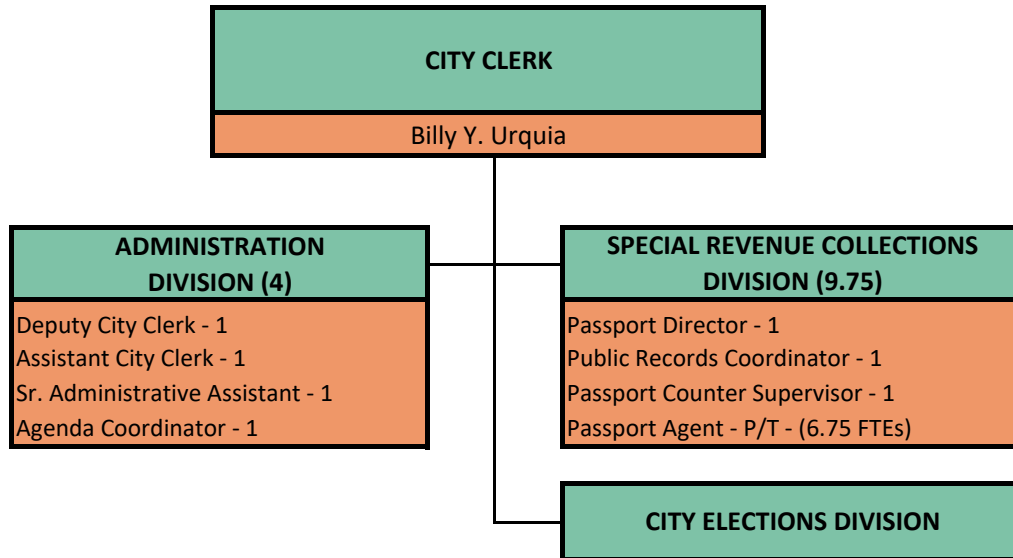 CITY CLERK
Billy Y. Urquia
ADMINISTRATION
DIVISION (4)
Deputy City Clerk - 1
Assistant City Clerk - 1
Sr. Administrative Assistant - 1
Agenda Coordinator - 1
SPECIAL REVENUE COLLECTIONS
DIVISION (9.75)
Passport Director - 1
Public Records Coordinator - 1
Passport Counter Supervisor - 1
Passport Agent - P/T - (6.75 FTEs)
CITY ELECTIONS DIVISION